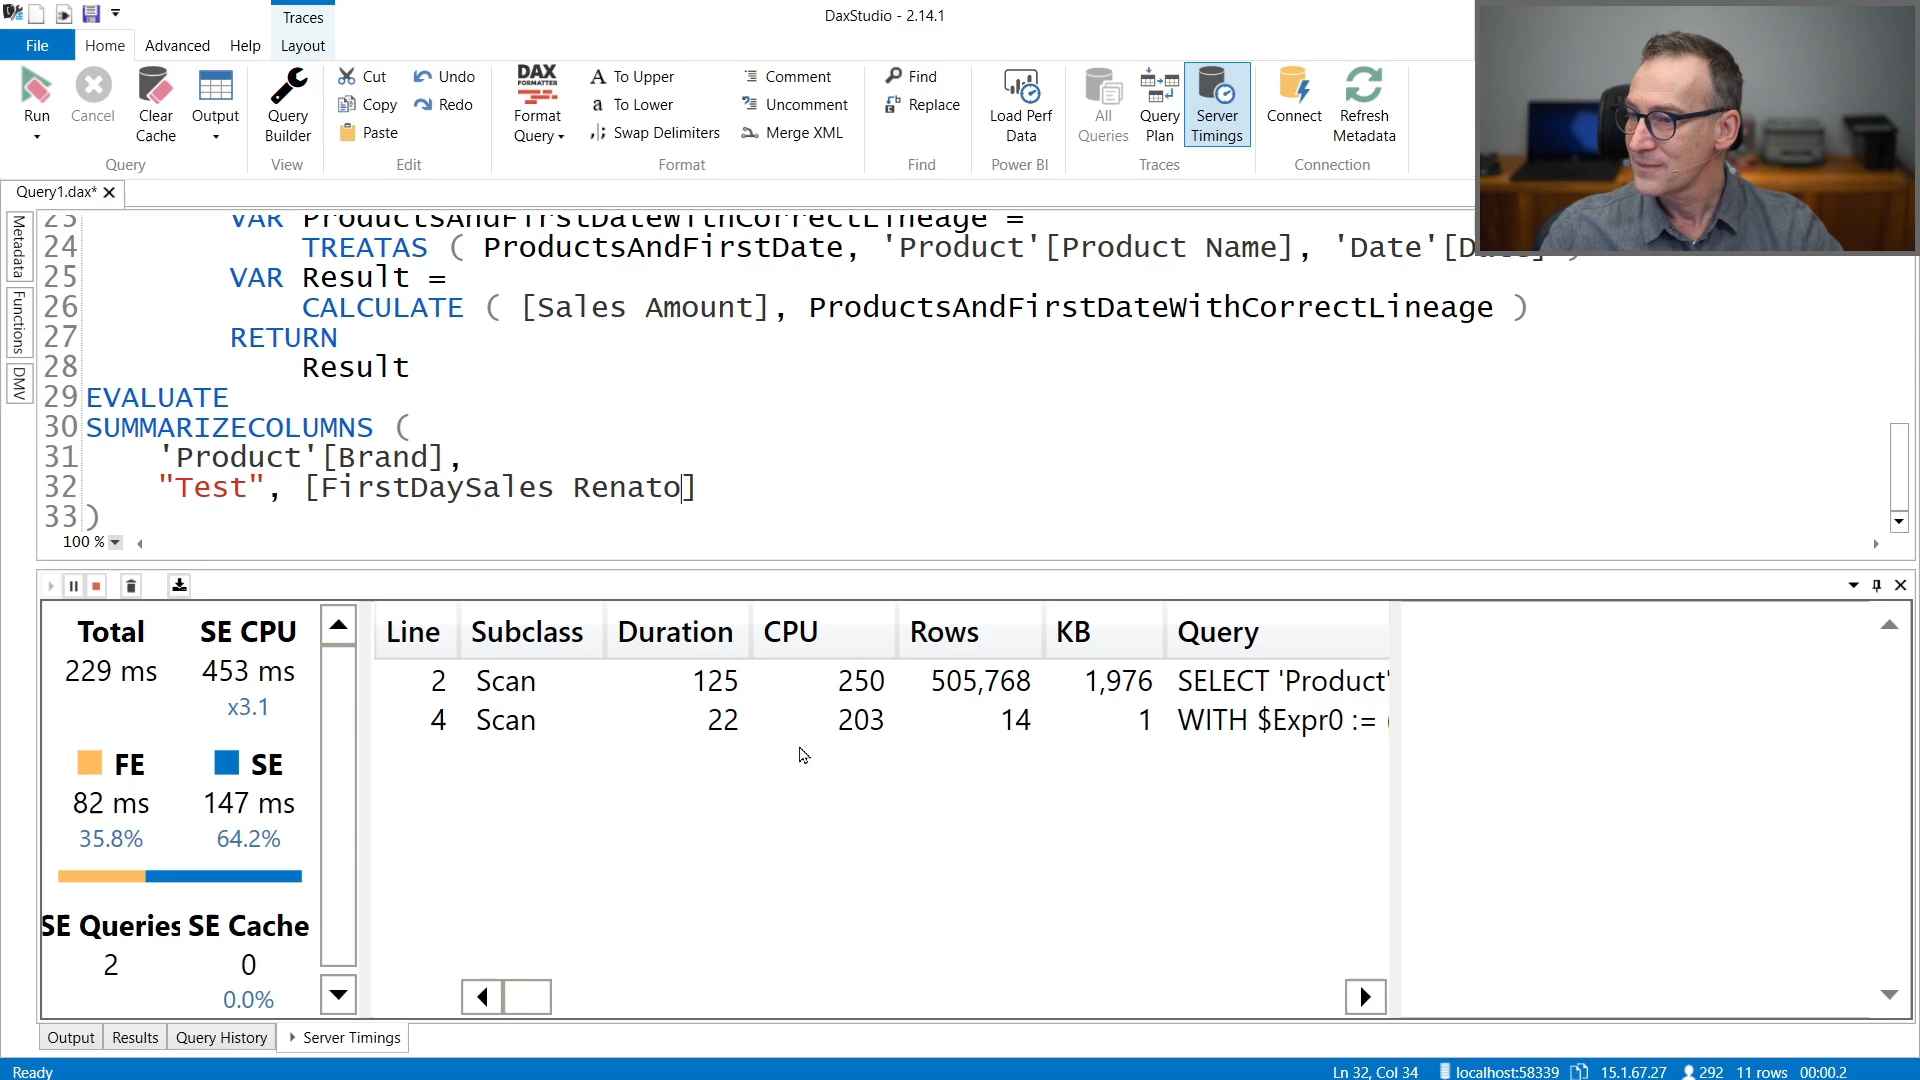 DaxStudio - 2.14.1
Traces
File Home Advanced Help Layout
Run Cancel Clear Cache Output
Query
Query Builder
View
Cut Copy Paste Undo Redo
Edit
DAX FORMATTER
Format Query
To Upper
To Lower
Swap Delimiters
Comment
Uncomment
Merge XML
Format
Find
Replace
Find
Load Perf Data
Power BI
All Queries Query Plan Server Timings
Traces
Connect Refresh Metadata
Connection
Query1.dax*
Metadata
Functions
DMV
23 VAR ProductsAndFirstDateWithCorrectLineage =
24 TREATAS ( ProductsAndFirstDate, 'Product'[Product Name], 'Date'[Date] )
25 VAR Result =
26 CALCULATE ( [Sales Amount], ProductsAndFirstDateWithCorrectLineage )
27 RETURN
28 Result
29 EVALUATE
30 SUMMARIZECOLUMNS (
31 'Product'[Brand],
32 "Test", [FirstDaySales Renato]
33 )
100 %
Total SE CPU
229 ms 453 ms
x3.1
FE SE
82 ms 147 ms
35.8% 64.2%
SE Queries SE Cache
2 0
0.0%
Line Subclass Duration CPU Rows KB Query
2 Scan 125 250 505,768 1,976 SELECT 'Product'
4 Scan 22 203 14 1 WITH $Expr0 := (
Output Results Query History Server Timings
Ready Ln 32, Col 34 localhost:58339 15.1.67.27 292 11 rows 00:00.2